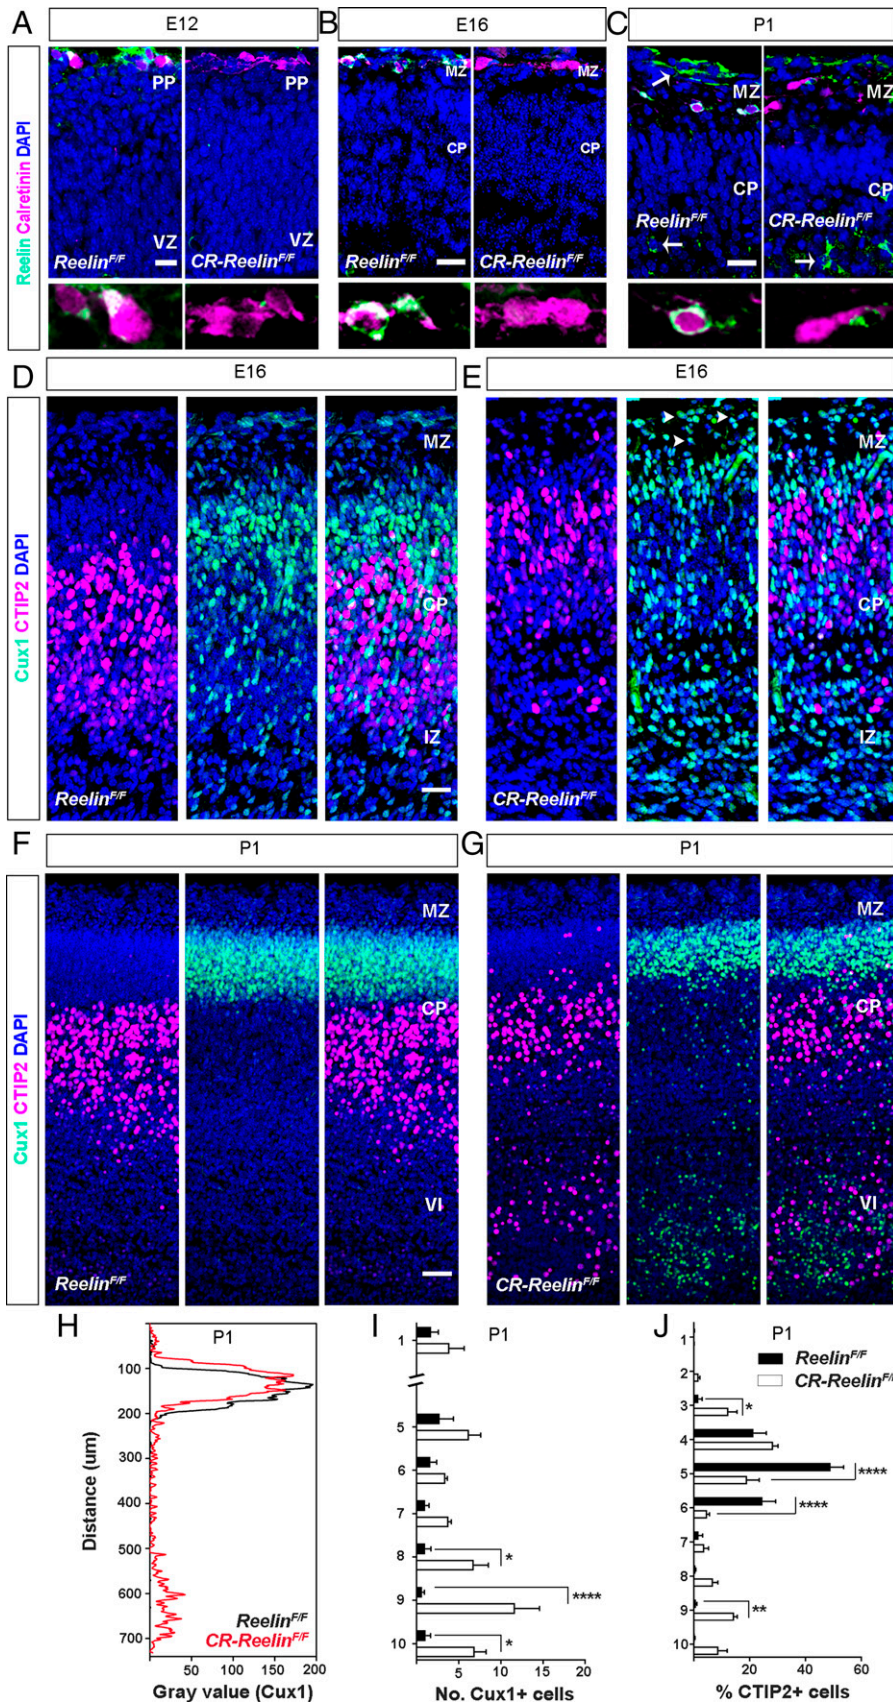 A
E12
B
E16
C
P1
Reelin Calretinin DAPI
PP
PP
VZ
VZ
Reelin^F/F
CR-Reelin^F/F
MZ
MZ
CP
CP
Reelin^F/F
CR-Reelin^F/F
MZ
MZ
CP
CP
Reelin^F/F
CR-Reelin^F/F
D
E16
E
E16
Cux1 CTIP2 DAPI
MZ
CP
IZ
Reelin^F/F
MZ
CP
IZ
CR-Reelin^F/F
F
P1
G
P1
Cux1 CTIP2 DAPI
MZ
CP
VI
Reelin^F/F
MZ
CP
VI
CR-Reelin^F/F
H
P1
Distance (um)
100
200
300
400
500
600
700
50
100
150
200
Gray value (Cux1)
Reelin^F/F
CR-Reelin^F/F
I
P1
1
5
6
7
8
9
10
*
****
*
5
10
15
20
No. Cux1+ cells
J
P1
Reelin^F/F
CR-Reelin^F/F
1
2
3
4
5
6
7
8
9
10
*
****
****
**
0
20
40
60
% CTIP2+ cells